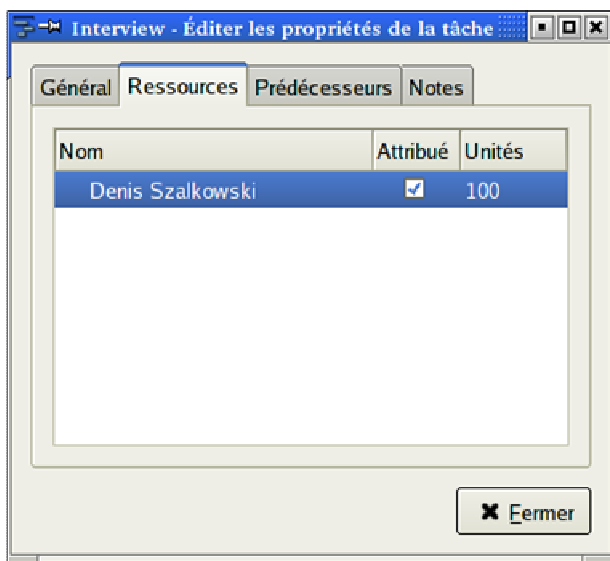 Interview - Éditer les propriétés de la tâche
Général Ressources Prédécesseurs Notes
Nom Attribué Unités
Denis Szalkowski 100
Fermer